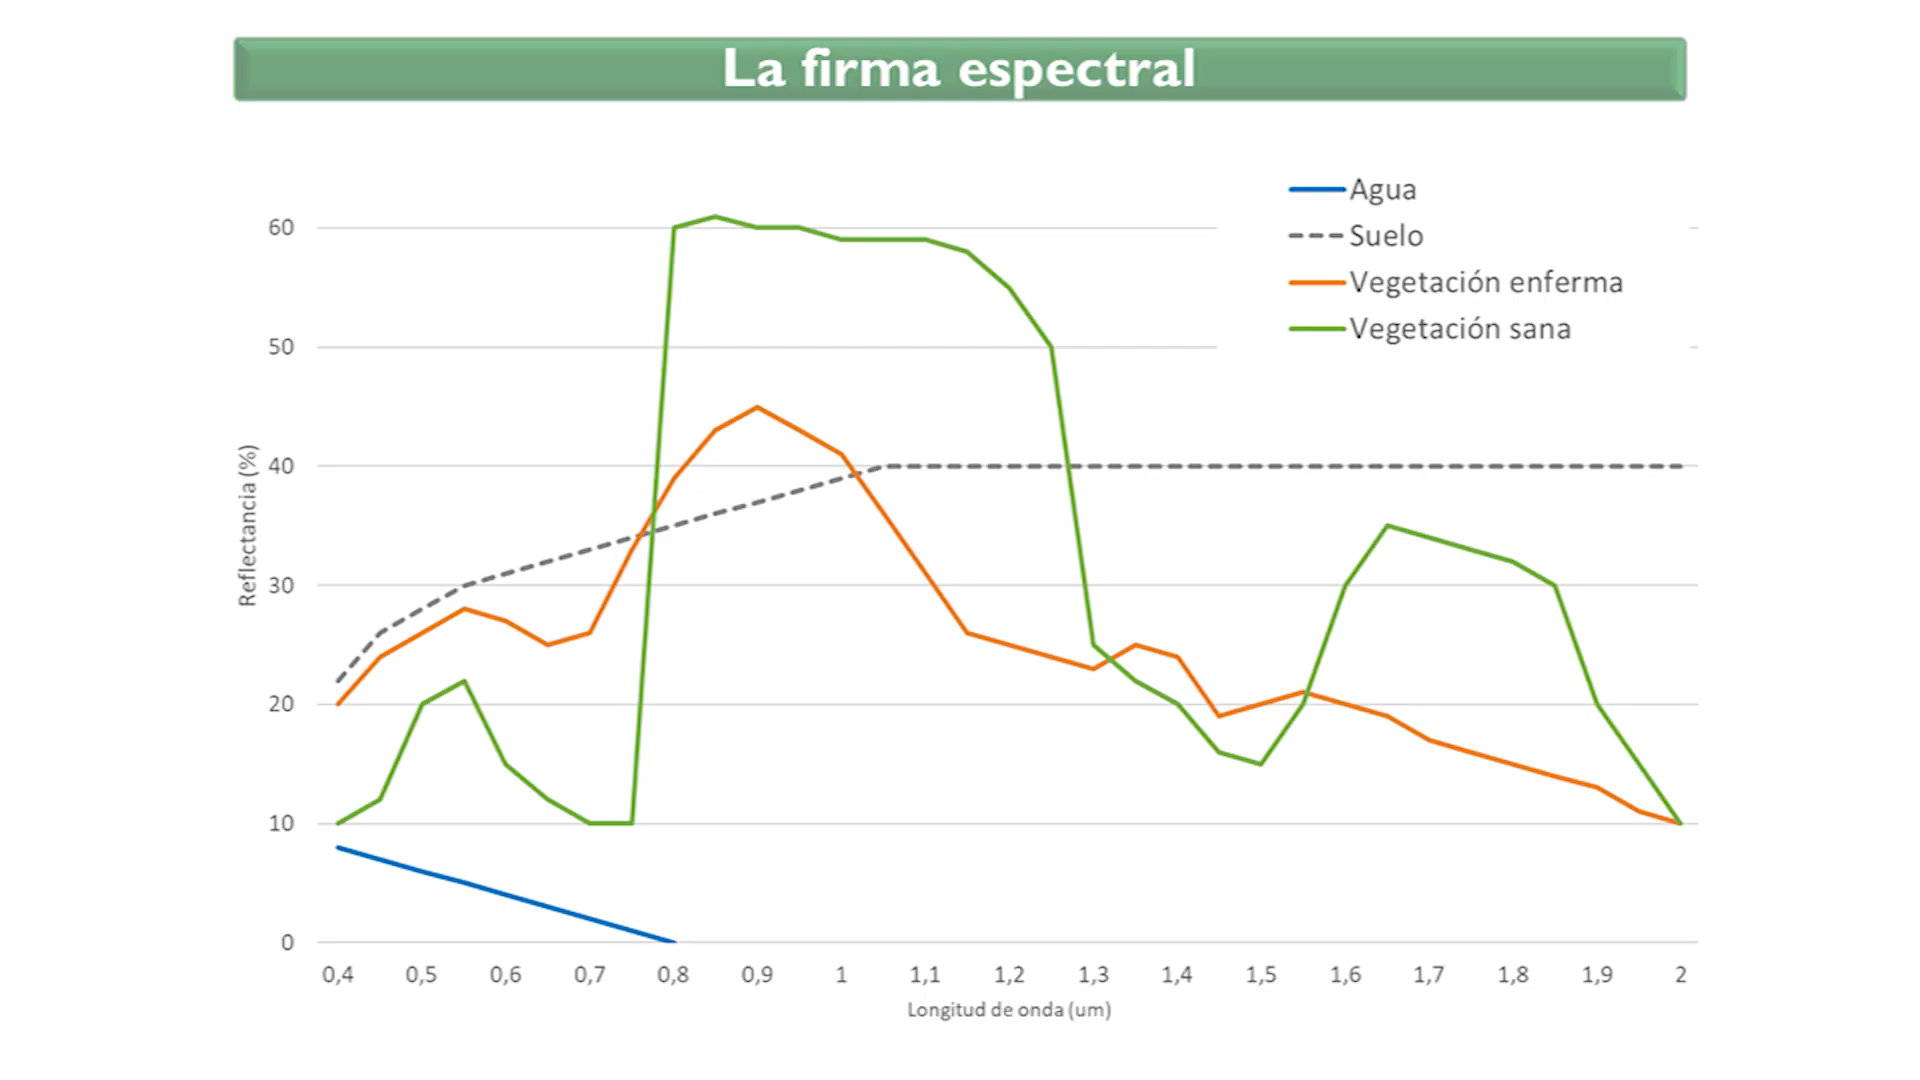 La firma espectral
Agua
Suelo
Vegetación enferma
Vegetación sana
Reflectancia (%)
60
50
40
30
20
10
0
0,4 0,5 0,6 0,7 0,8 0,9 1 1,1 1,2 1,3 1,4 1,5 1,6 1,7 1,8 1,9 2
Longitud de onda (um)